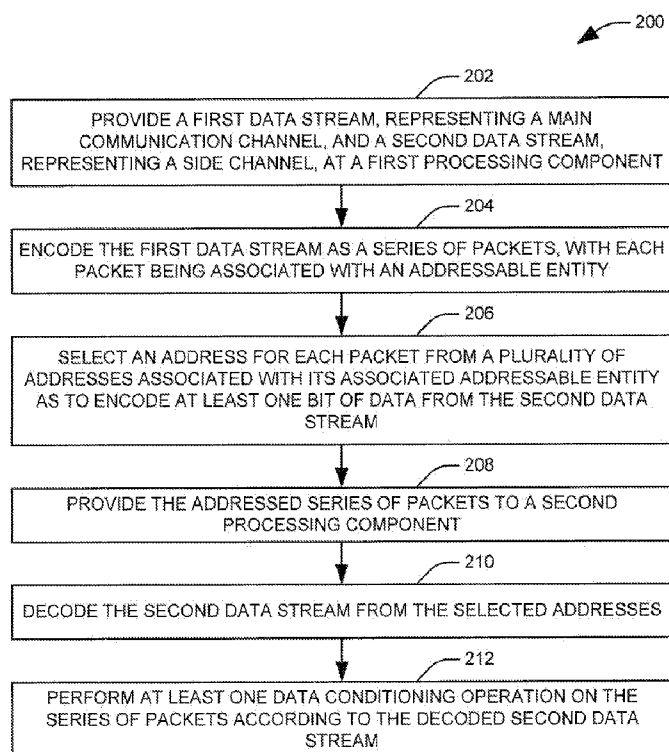 200
202
PROVIDE A FIRST DATA STREAM, REPRESENTING A MAIN
COMMUNICATION CHANNEL, AND A SECOND DATA STREAM,
REPRESENTING A SIDE CHANNEL, AT A FIRST PROCESSING COMPONENT
204
ENCODE THE FIRST DATA STREAM AS A SERIES OF PACKETS, WITH EACH
PACKET BEING ASSOCIATED WITH AN ADDRESSABLE ENTITY
206
SELECT AN ADDRESS FOR EACH PACKET FROM A PLURALITY OF
ADDRESSES ASSOCIATED WITH ITS ASSOCIATED ADDRESSABLE ENTITY
AS TO ENCODE AT LEAST ONE BIT OF DATA FROM THE SECOND DATA
STREAM
208
PROVIDE THE ADDRESSED SERIES OF PACKETS TO A SECOND
PROCESSING COMPONENT
210
DECODE THE SECOND DATA STREAM FROM THE SELECTED ADDRESSES
212
PERFORM AT LEAST ONE DATA CONDITIONING OPERATION ON THE
SERIES OF PACKETS ACCORDING TO THE DECODED SECOND DATA
STREAM